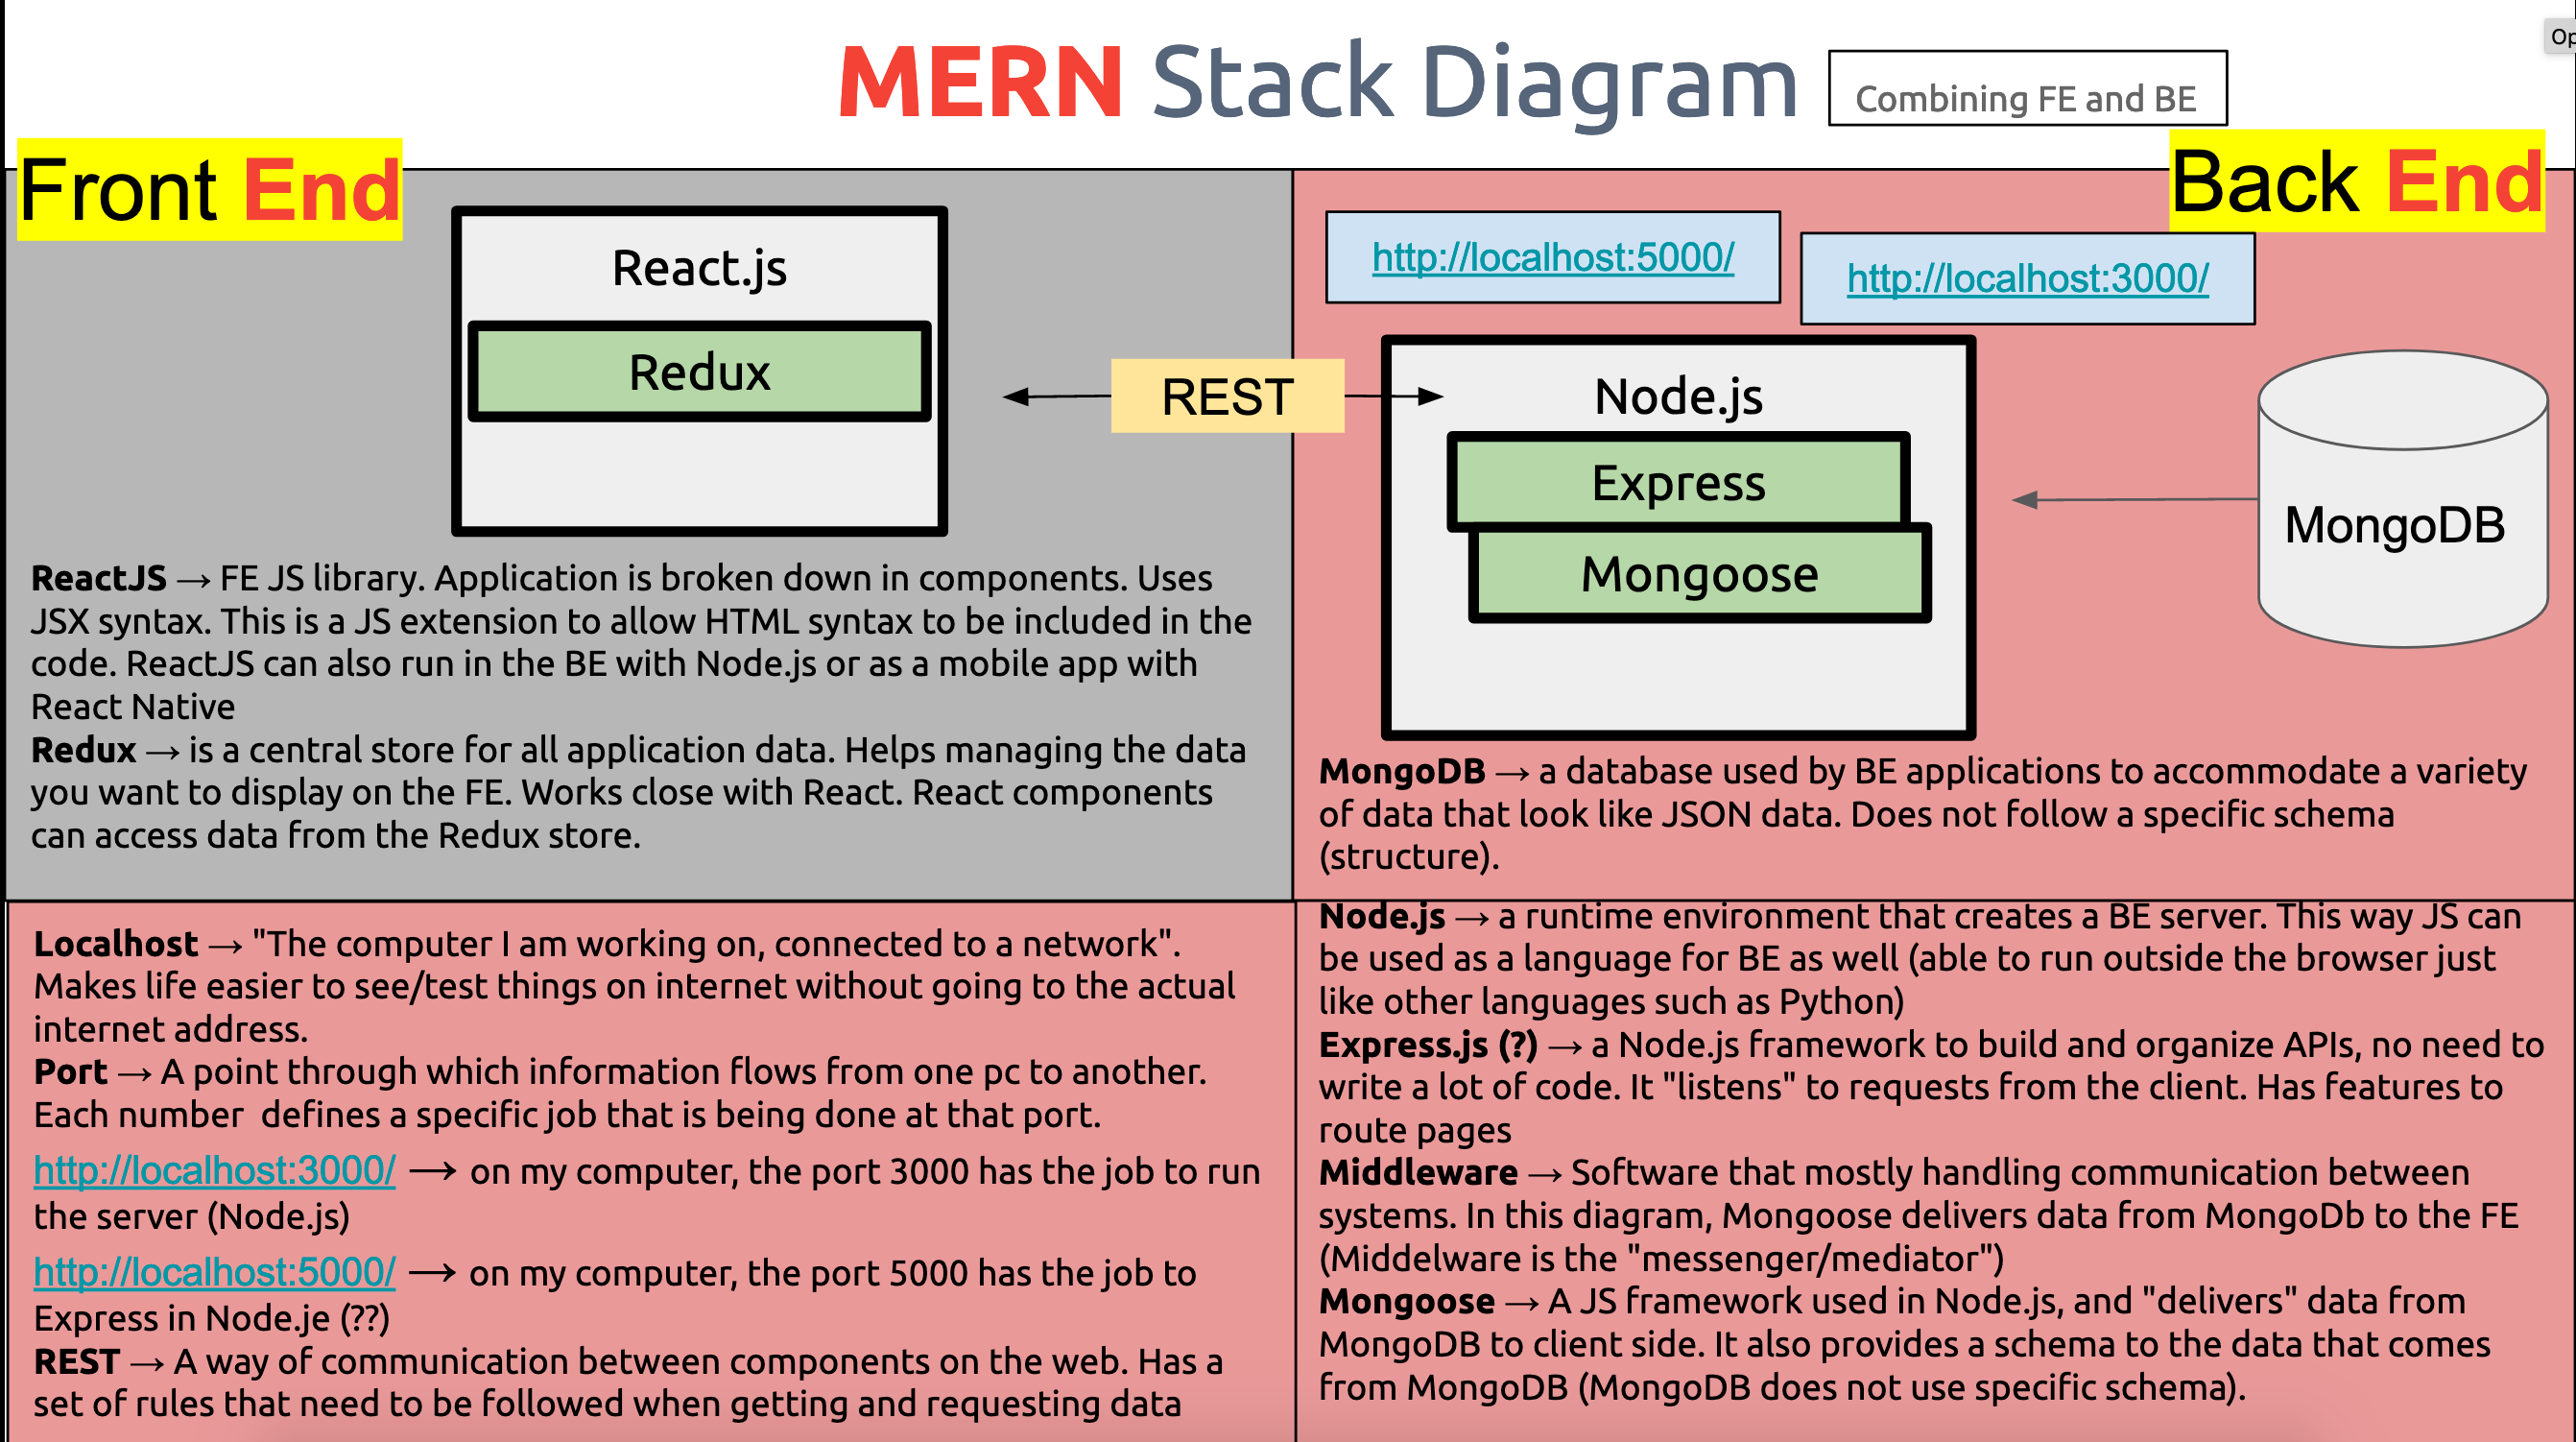 MERN Stack Diagram
Combining FE and BE
Op
Front End
Back End
React.js
Redux
REST
http://localhost:5000/
http://localhost:3000/
Node.js
Express
Mongoose
MongoDB
ReactJS → FE JS library. Application is broken down in components. Uses
JSX syntax. This is a JS extension to allow HTML syntax to be included in the
code. ReactJS can also run in the BE with Node.js or as a mobile app with
React Native
Redux → is a central store for all application data. Helps managing the data
you want to display on the FE. Works close with React. React components
can access data from the Redux store.
MongoDB → a database used by BE applications to accommodate a variety
of data that look like JSON data. Does not follow a specific schema
(structure).
Localhost → "The computer I am working on, connected to a network".
Makes life easier to see/test things on internet without going to the actual
internet address.
Port → A point through which information flows from one pc to another.
Each number  defines a specific job that is being done at that port.
http://localhost:3000/ → on my computer, the port 3000 has the job to run
the server (Node.js)
http://localhost:5000/ → on my computer, the port 5000 has the job to
Express in Node.je (??)
REST → A way of communication between components on the web. Has a
set of rules that need to be followed when getting and requesting data
Node.js → a runtime environment that creates a BE server. This way JS can
be used as a language for BE as well (able to run outside the browser just
like other languages such as Python)
Express.js (?) → a Node.js framework to build and organize APIs, no need to
write a lot of code. It "listens" to requests from the client. Has features to
route pages
Middleware → Software that mostly handling communication between
systems. In this diagram, Mongoose delivers data from MongoDb to the FE
(Middelware is the "messenger/mediator")
Mongoose → A JS framework used in Node.js, and "delivers" data from
MongoDB to client side. It also provides a schema to the data that comes
from MongoDB (MongoDB does not use specific schema).